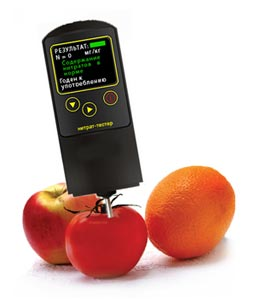 РЕЗУЛЬТАТ:
N = 0 мг/кг
Содержание
нитратов в
норме
Годен к
употреблению
нитрат-тестер